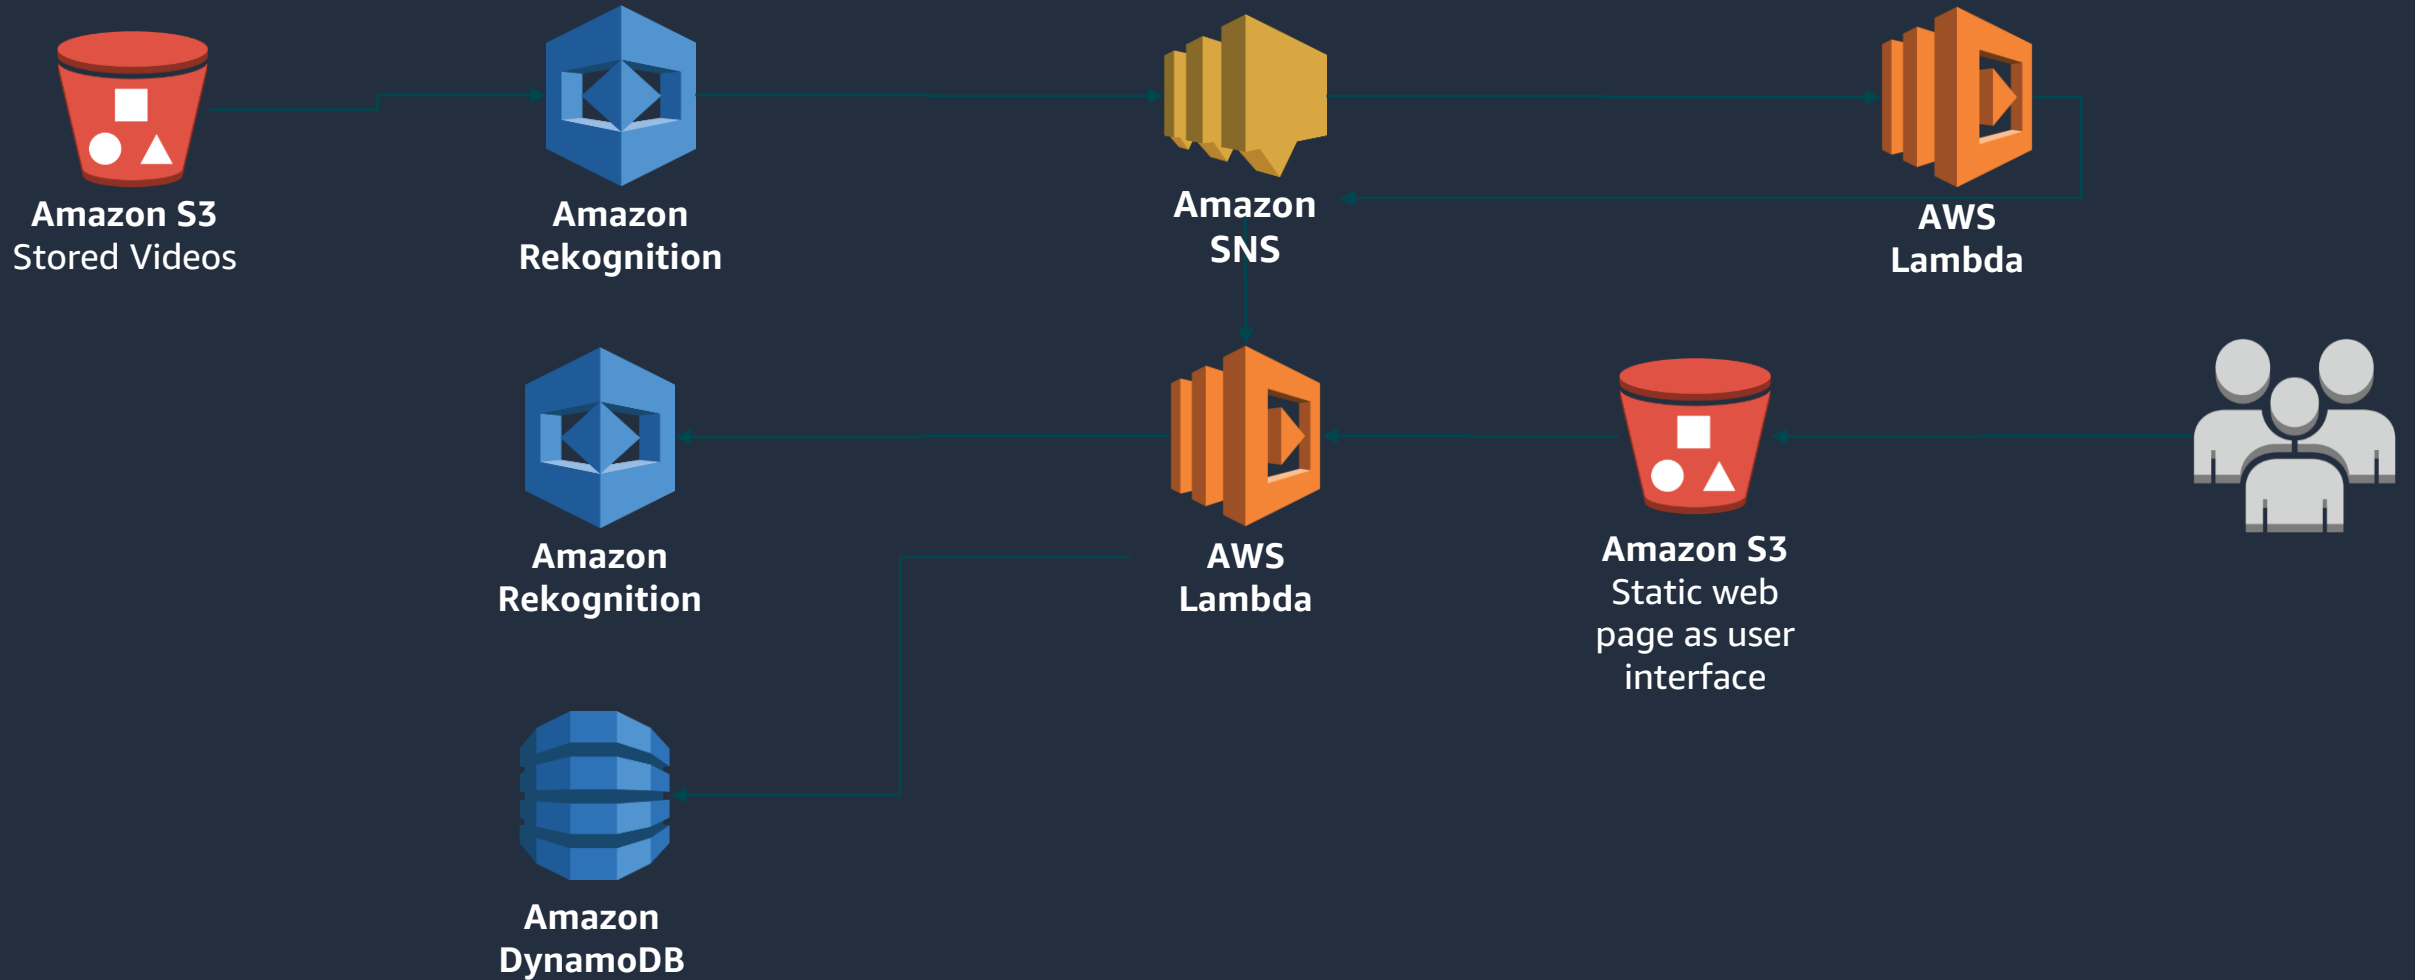 Amazon S3
Stored Videos
Amazon
Rekognition
Amazon
SNS
AWS
Lambda
Amazon
Rekognition
AWS
Lambda
Amazon S3
Static web
page as user
interface
Amazon
DynamoDB